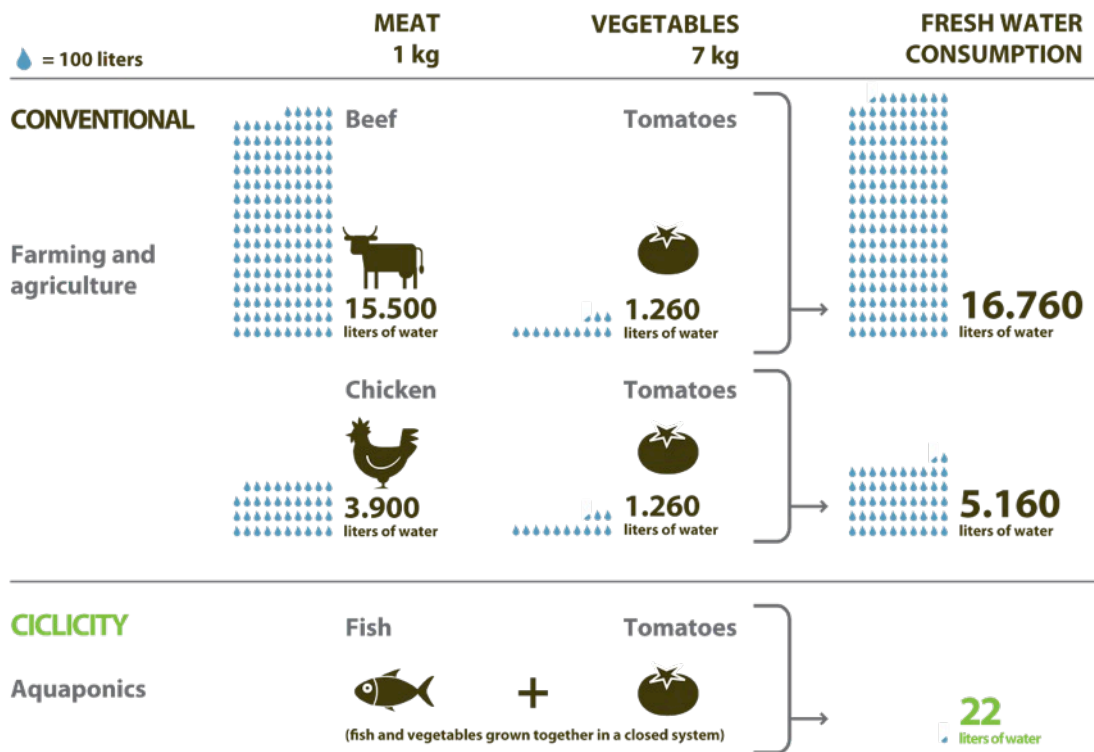 = 100 liters
MEAT
1 kg
VEGETABLES
7 kg
FRESH WATER
CONSUMPTION
CONVENTIONAL
Farming and
agriculture
Beef
15.500
liters of water
Tomatoes
1.260
liters of water
16.760
liters of water
Chicken
3.900
liters of water
Tomatoes
1.260
liters of water
5.160
liters of water
CICLICITY
Aquaponics
Fish
+
Tomatoes
(fish and vegetables grown together in a closed system)
22
liters of water